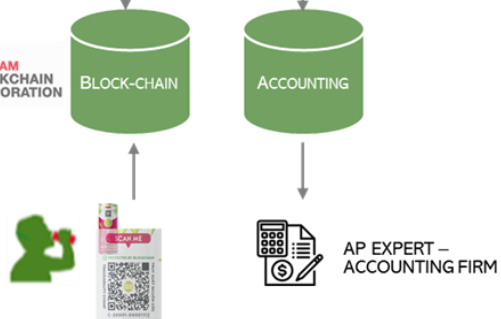 AM
KCHAIN
ORATION
BLOCK-CHAIN
ACCOUNTING
SCAN ME
AP EXPERT –
ACCOUNTING FIRM